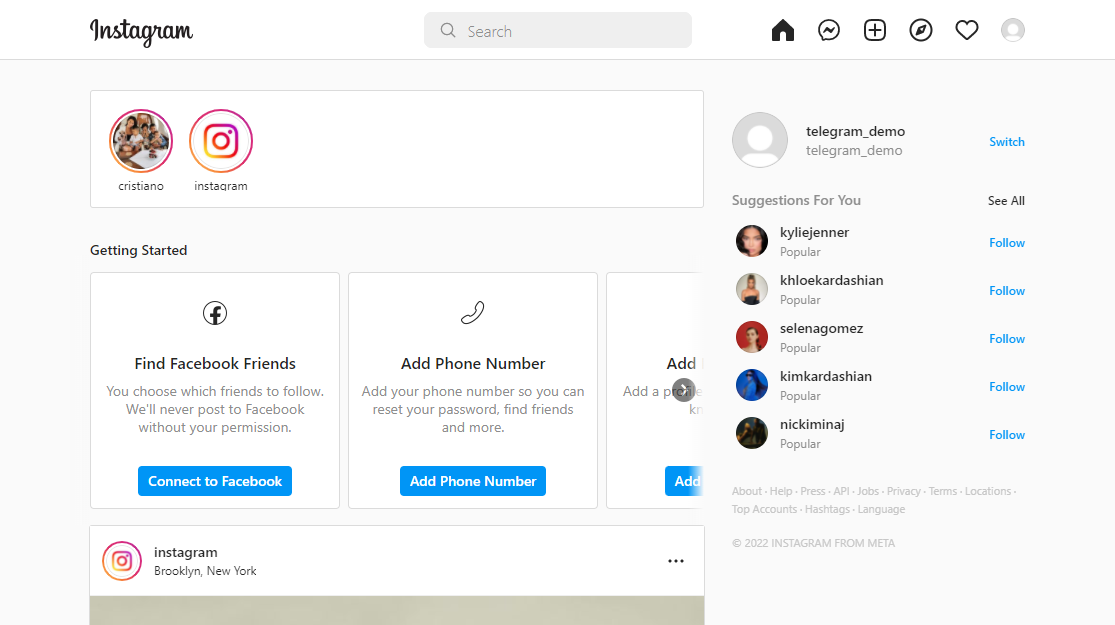 Instagram
Search
cristiano
instagram
Getting Started
Find Facebook Friends
You choose which friends to follow.
We'll never post to Facebook
without your permission.
Connect to Facebook
Add Phone Number
Add your phone number so you can
reset your password, find friends
and more.
Add Phone Number
Add
Add a
Add
instagram
Brooklyn, New York
telegram_demo
telegram_demo
Switch
Suggestions For You
See All
kyliejenner
Popular
Follow
khloekardashian
Popular
Follow
selenagomez
Popular
Follow
kimkardashian
Popular
Follow
nickiminaj
Popular
Follow
About · Help · Press · API · Jobs · Privacy · Terms · Locations ·
Top Accounts · Hashtags · Language
© 2022 INSTAGRAM FROM META